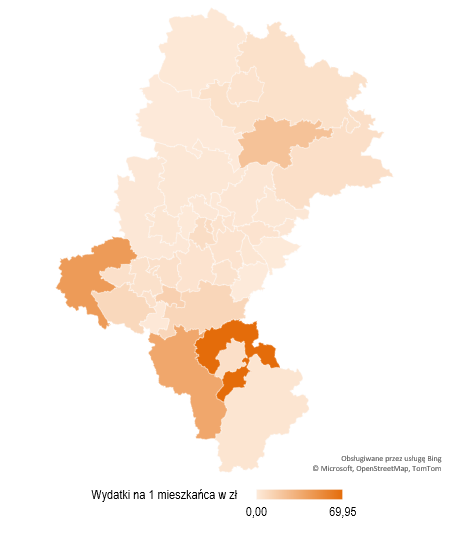 Obsługiwane przez usługę Bing
© Microsoft, OpenStreetMap, TomTom
Wydatki na 1 mieszkańca w zł
0,00 69,95